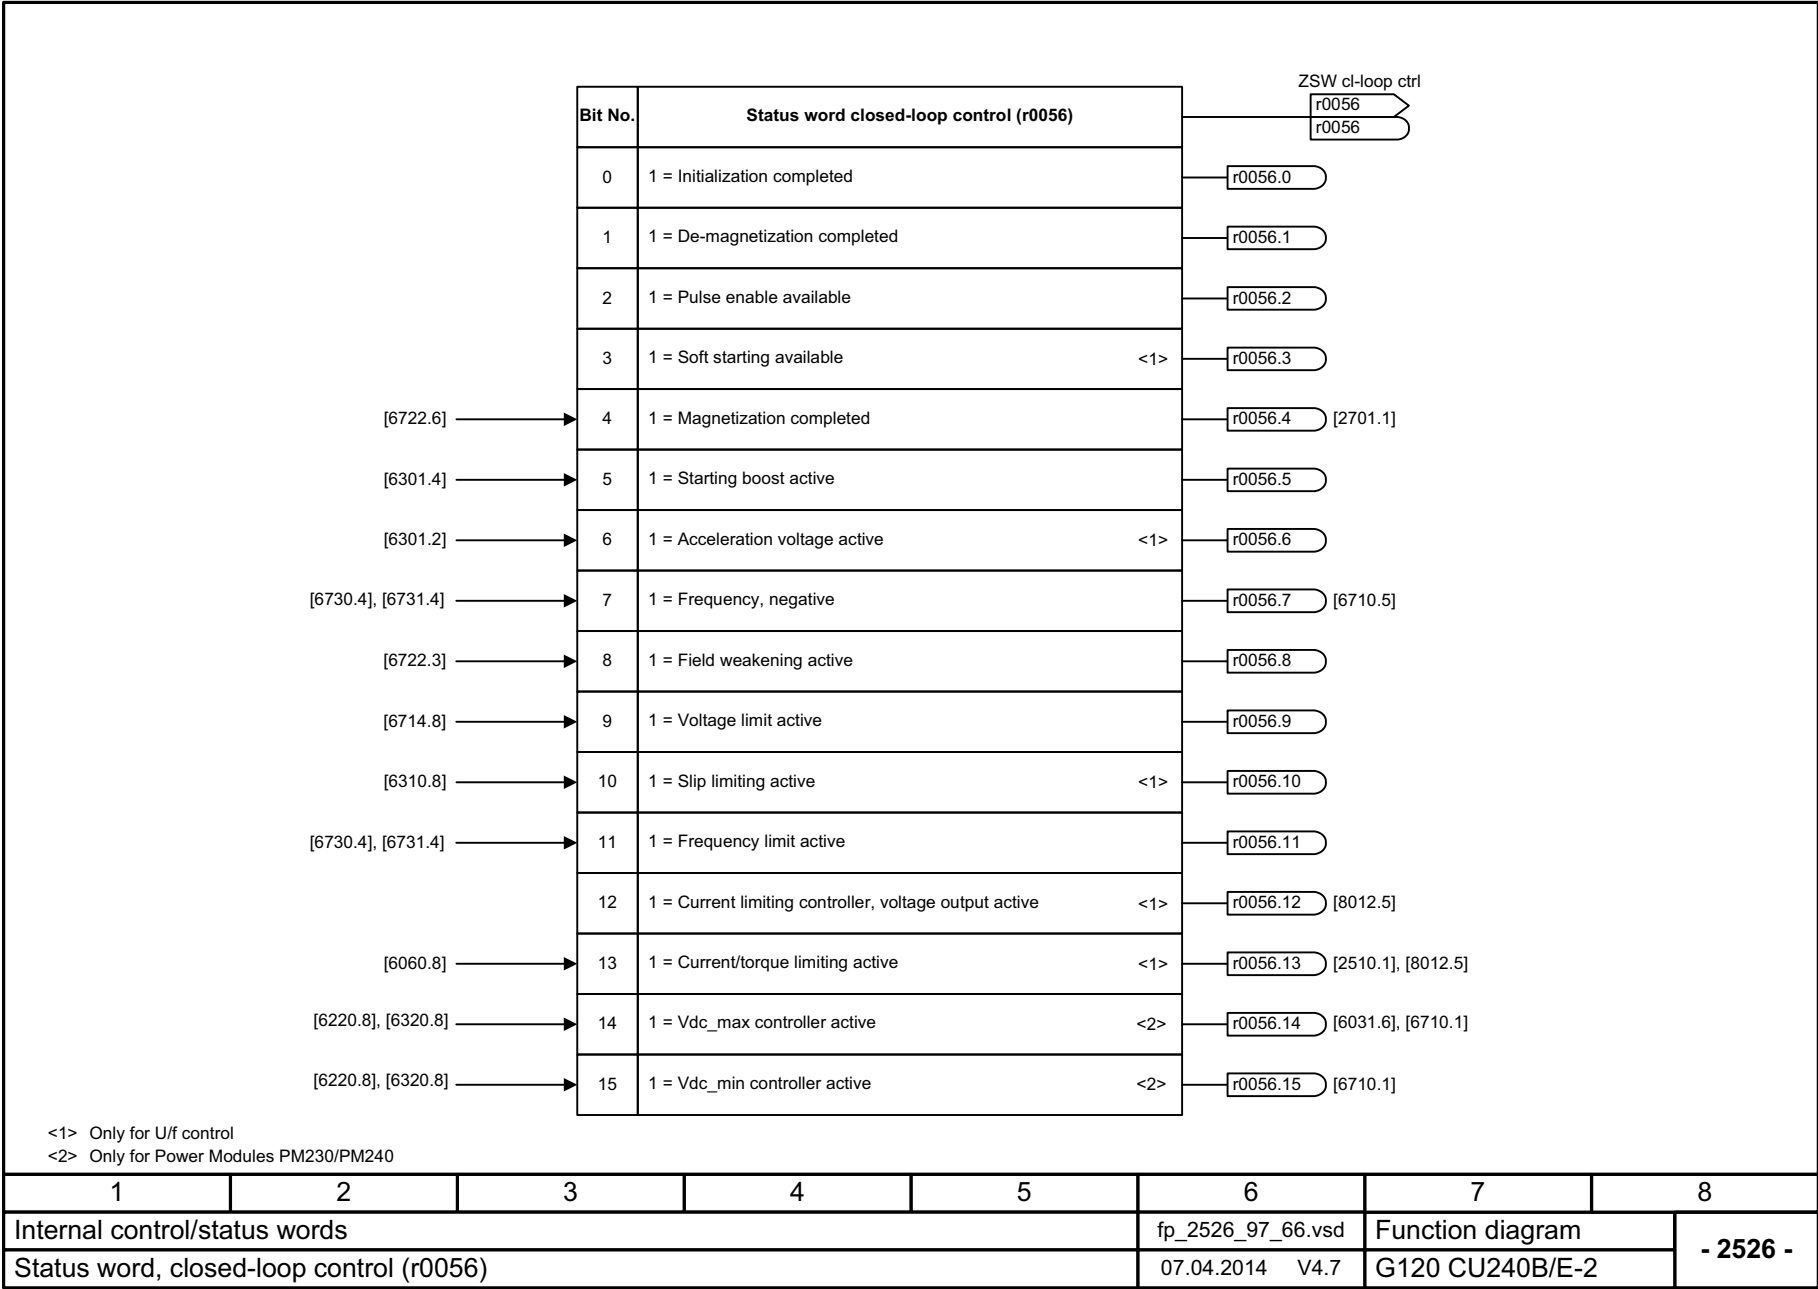 ZSW cl-loop ctrl
Bit No. Status word closed-loop control (r0056) r0056
r0056
0 1 = Initialization completed r0056.0
1 1 = De-magnetization completed r0056.1
2 1 = Pulse enable available r0056.2
3 1 = Soft starting available <1> r0056.3
[6722.6] 4 1 = Magnetization completed r0056.4 [2701.1]
[6301.4] 5 1 = Starting boost active r0056.5
[6301.2] 6 1 = Acceleration voltage active <1> r0056.6
[6730.4], [6731.4] 7 1 = Frequency, negative r0056.7 [6710.5]
[6722.3] 8 1 = Field weakening active r0056.8
[6714.8] 9 1 = Voltage limit active r0056.9
[6310.8] 10 1 = Slip limiting active <1> r0056.10
[6730.4], [6731.4] 11 1 = Frequency limit active r0056.11
12 1 = Current limiting controller, voltage output active <1> r0056.12 [8012.5]
[6060.8] 13 1 = Current/torque limiting active <1> r0056.13 [2510.1], [8012.5]
[6220.8], [6320.8] 14 1 = Vdc_max controller active <2> r0056.14 [6031.6], [6710.1]
[6220.8], [6320.8] 15 1 = Vdc_min controller active <2> r0056.15 [6710.1]
<1> Only for U/f control
<2> Only for Power Modules PM230/PM240
1 2 3 4 5 6 7 8
Internal control/status words fp_2526_97_66.vsd Function diagram - 2526 -
Status word, closed-loop control (r0056) 07.04.2014 V4.7 G120 CU240B/E-2